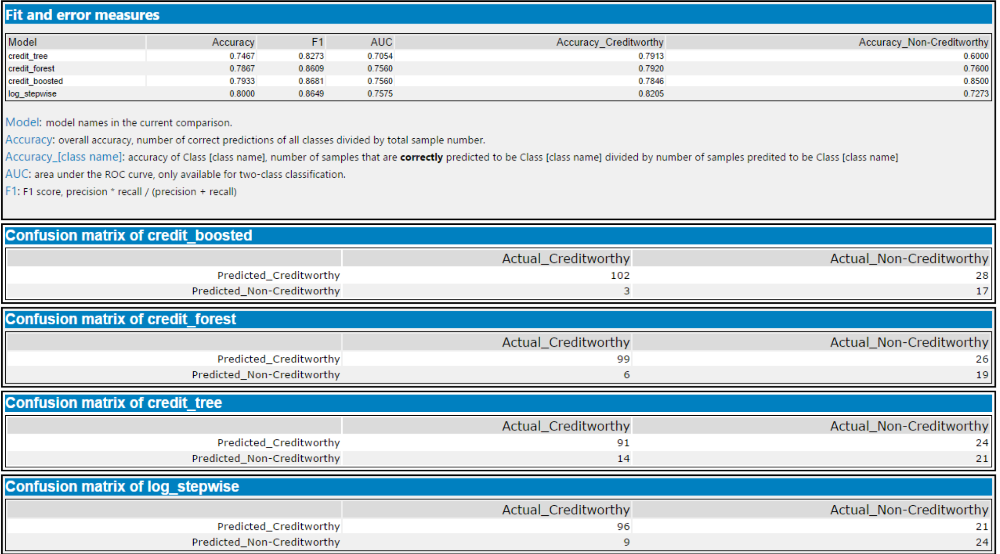 Fit and error measures
Model Accuracy F1 AUC Accuracy_Creditworthy Accuracy_Non-Creditworthy
credit_tree 0.7467 0.8273 0.7054 0.7913 0.6000
credit_forest 0.7867 0.8609 0.7560 0.7920 0.7600
credit_boosted 0.7933 0.8681 0.7560 0.7846 0.8500
log_stepwise 0.8000 0.8649 0.7575 0.8205 0.7273
Model: model names in the current comparison.
Accuracy: overall accuracy, number of correct predictions of all classes divided by total sample number.
Accuracy_[class name]: accuracy of Class [class name], number of samples that are correctly predicted to be Class [class name] divided by number of samples predited to be Class [class name]
AUC: area under the ROC curve, only available for two-class classification.
F1: F1 score, precision * recall / (precision + recall)
Confusion matrix of credit_boosted
Actual_Creditworthy Actual_Non-Creditworthy
Predicted_Creditworthy 102 28
Predicted_Non-Creditworthy 3 17
Confusion matrix of credit_forest
Actual_Creditworthy Actual_Non-Creditworthy
Predicted_Creditworthy 99 26
Predicted_Non-Creditworthy 6 19
Confusion matrix of credit_tree
Actual_Creditworthy Actual_Non-Creditworthy
Predicted_Creditworthy 91 24
Predicted_Non-Creditworthy 14 21
Confusion matrix of log_stepwise
Actual_Creditworthy Actual_Non-Creditworthy
Predicted_Creditworthy 96 21
Predicted_Non-Creditworthy 9 24